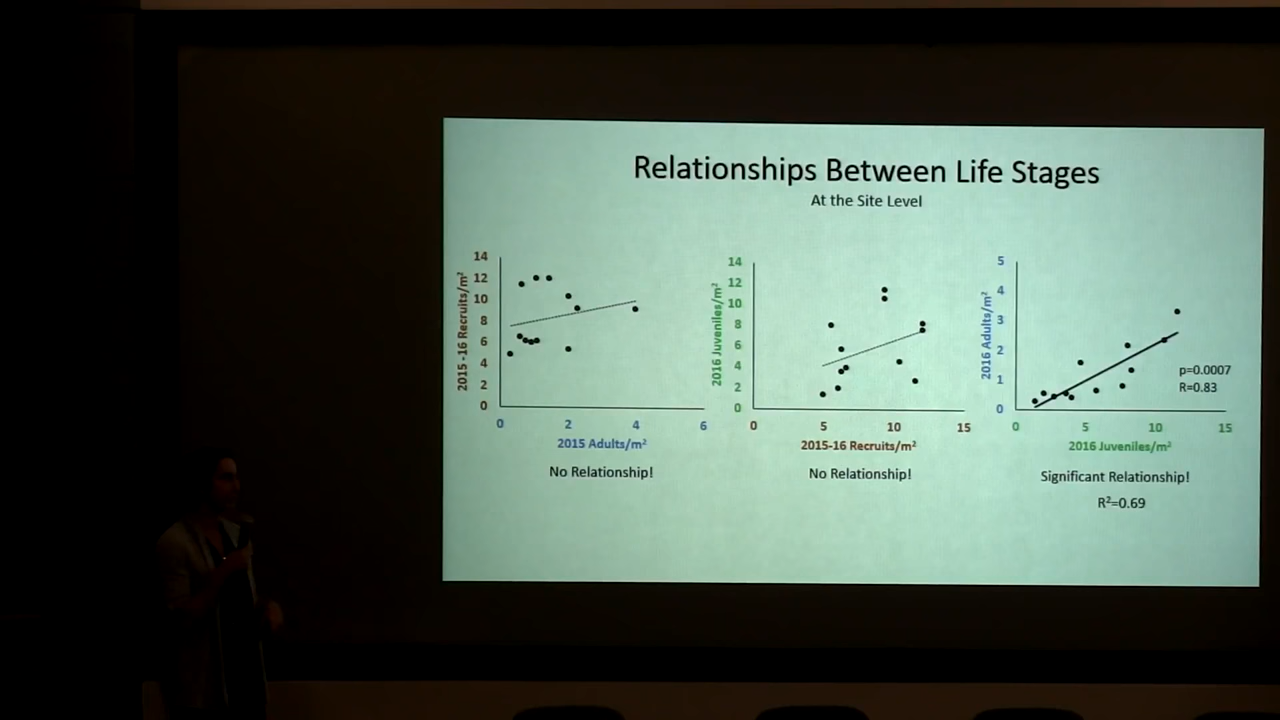 Relationships Between Life Stages
At the Site Level
2015 -16 Recruits/m²
14
12
10
8
6
4
2
0
0
2
4
6
2015 Adults/m²
No Relationship!
2016 Juveniles/m²
14
12
10
8
6
4
2
0
0
5
10
15
2015-16 Recruits/m²
No Relationship!
2016 Adults/m²
5
4
3
2
1
0
p=0.0007
R=0.83
0
5
10
15
2016 Juveniles/m²
Significant Relationship!
R²=0.69